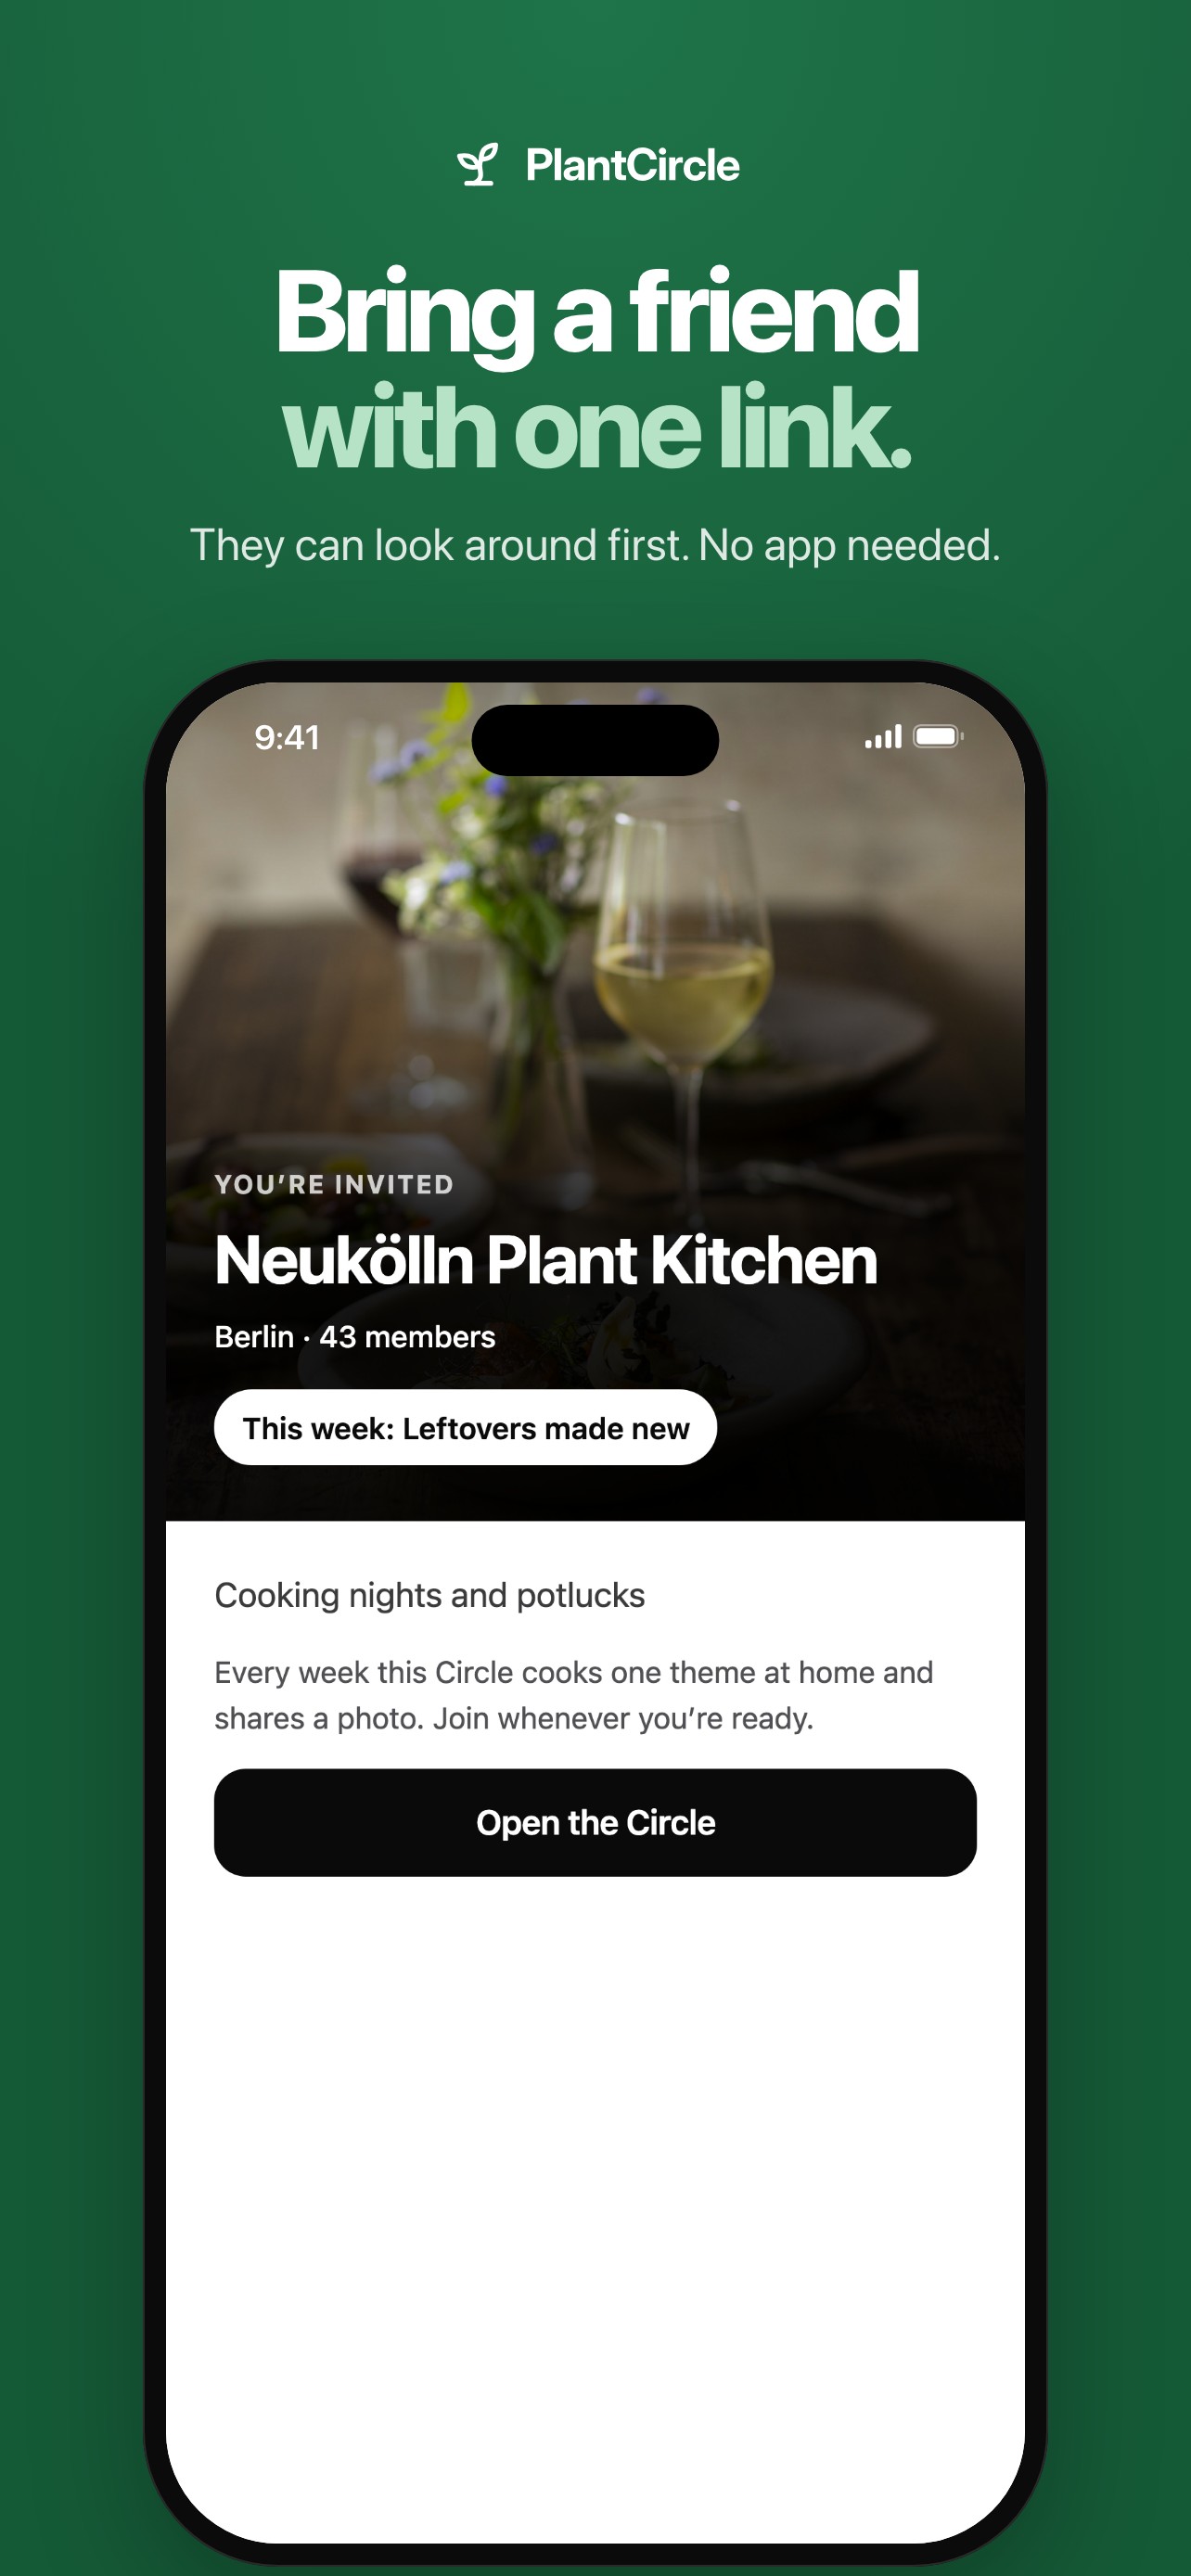 PlantCircle
Bring a friend
with one link.
They can look around first. No app needed.
9:41
YOU’RE INVITED
Neukölln Plant Kitchen
Berlin · 43 members
This week: Leftovers made new
Cooking nights and potlucks
Every week this Circle cooks one theme at home and
shares a photo. Join whenever you’re ready.
Open the Circle